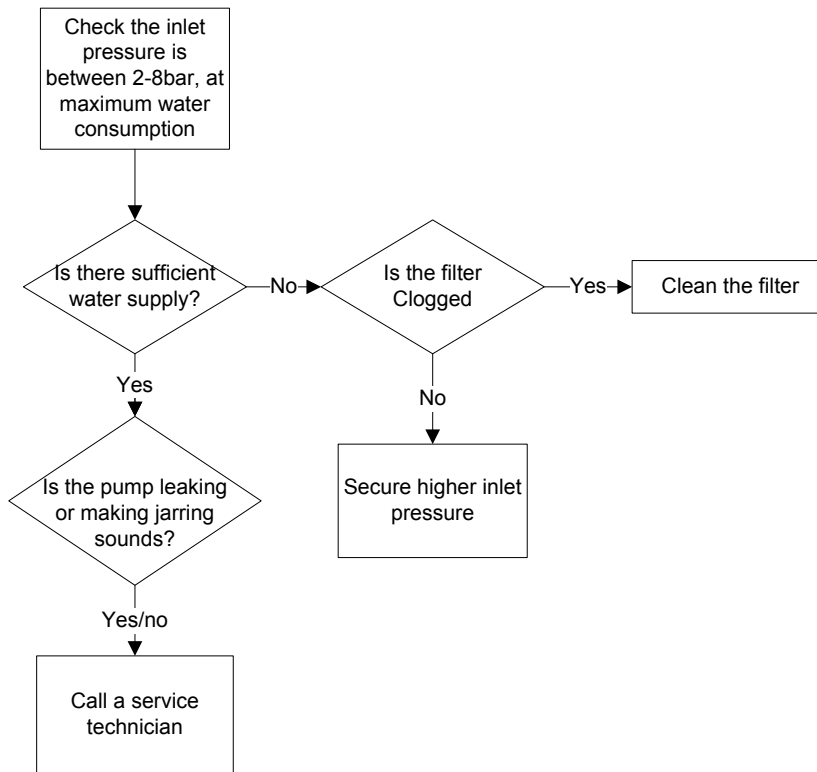 Check the inlet
pressure is
between 2-8bar, at
maximum water
consumption
Is there sufficient
water supply?
No
Is the filter
Clogged
Yes
Clean the filter
Yes
No
Is the pump leaking
or making jarring
sounds?
Secure higher inlet
pressure
Yes/no
Call a service
technician